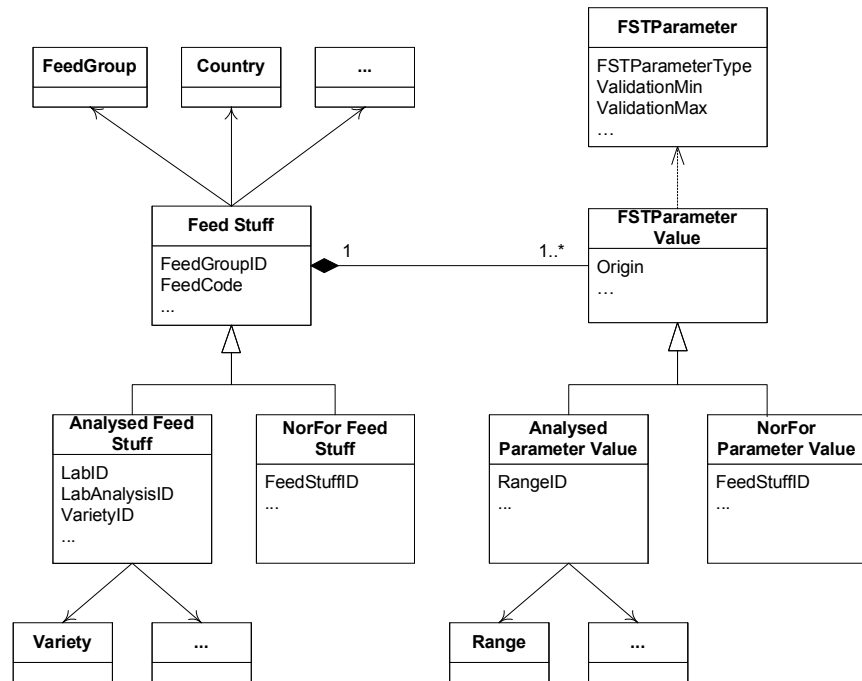 FSTParameter
FSTParameterType
ValidationMin
ValidationMax
...
FeedGroup
Country
...
Feed Stuff
FeedGroupID
FeedCode
...
1
1..*
FSTParameter
Value
Origin
...
Analysed Feed
Stuff
LabID
LabAnalysisID
VarietyID
...
NorFor Feed
Stuff
FeedStuffID
...
Analysed
Parameter Value
RangeID
...
NorFor
Parameter Value
FeedStuffID
...
Variety
...
Range
...